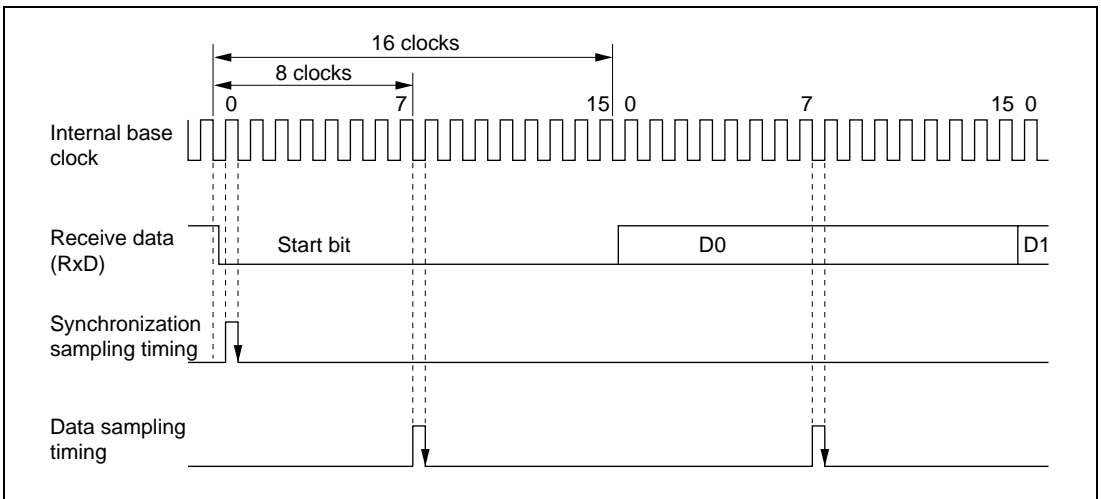 16 clocks
8 clocks
0 7 15 0 7 15 0
Internal base
clock
Receive data
(RxD)
Start bit D0 D1
Synchronization
sampling timing
Data sampling
timing